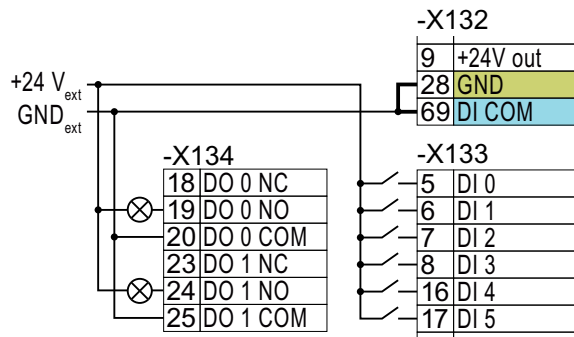 -X132
9 +24V out
28 GND
69 DI COM
+24 Vext
GNDext
-X134
18 DO 0 NC
19 DO 0 NO
20 DO 0 COM
23 DO 1 NC
24 DO 1 NO
25 DO 1 COM
-X133
5 DI 0
6 DI 1
7 DI 2
8 DI 3
16 DI 4
17 DI 5